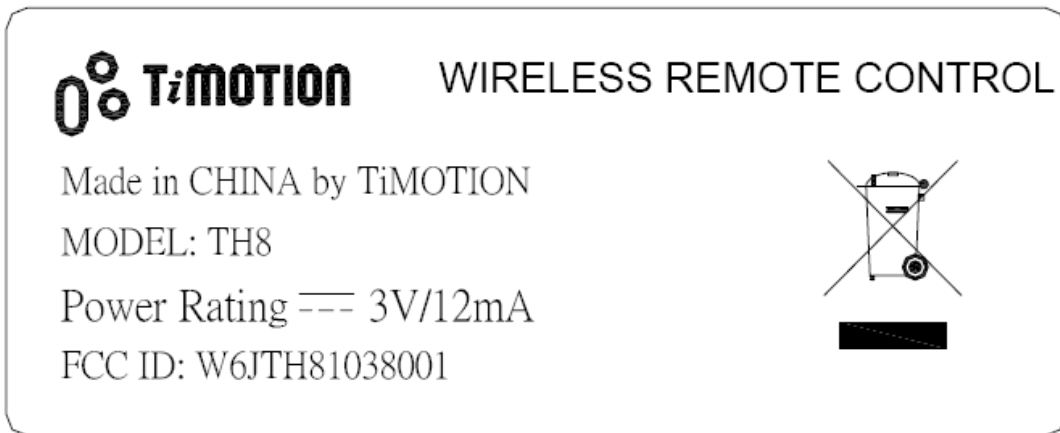 TiMOTION WIRELESS REMOTE CONTROL
Made in CHINA by TiMOTION
MODEL: TH8
Power Rating ⎓ 3V/12mA
FCC ID: W6JTH81038001